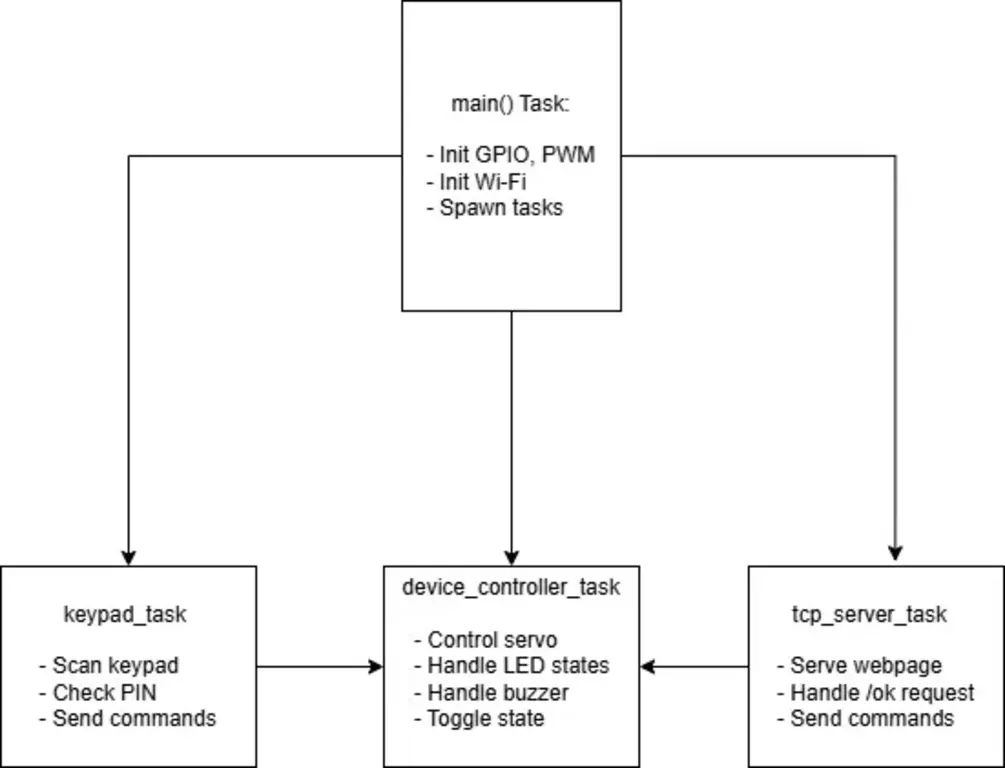 main() Task:
- Init GPIO, PWM
- Init Wi-Fi
- Spawn tasks
keypad_task
- Scan keypad
- Check PIN
- Send commands
device_controller_task
- Control servo
- Handle LED states
- Handle buzzer
- Toggle state
tcp_server_task
- Serve webpage
- Handle /ok request
- Send commands